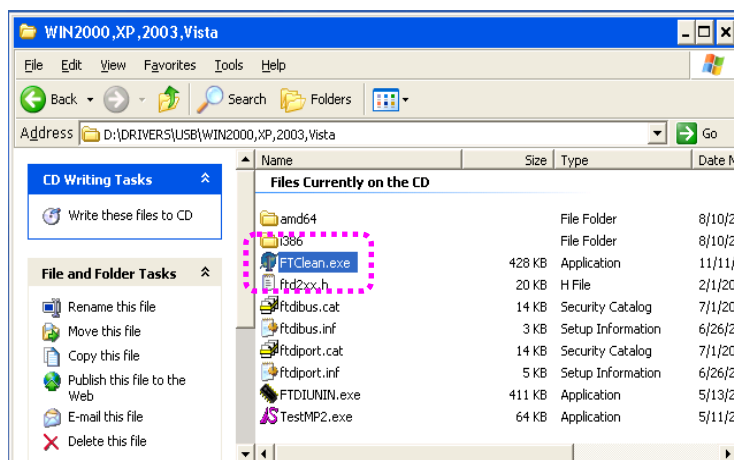 WIN2000,XP,2003,Vista
File Edit View Favorites Tools Help
Back Search Folders
Address D:\DRIVERS\USB\WIN2000,XP,2003,Vista Go
CD Writing Tasks
Write these files to CD
File and Folder Tasks
Rename this file
Move this file
Copy this file
Publish this file to the
Web
E-mail this file
Delete this file
Name Size Type Date M
Files Currently on the CD
amd64 File Folder 8/10/2
i386 File Folder 8/10/2
FTClean.exe 428 KB Application 11/11/
ftd2xx.h 20 KB H File 2/1/20
ftdibus.cat 14 KB Security Catalog 7/1/20
ftdibus.inf 3 KB Setup Information 6/26/2
ftdiport.cat 14 KB Security Catalog 7/1/20
ftdiport.inf 5 KB Setup Information 6/26/2
FTDIUNIN.exe 411 KB Application 5/13/2
TestMP2.exe 64 KB Application 5/11/2